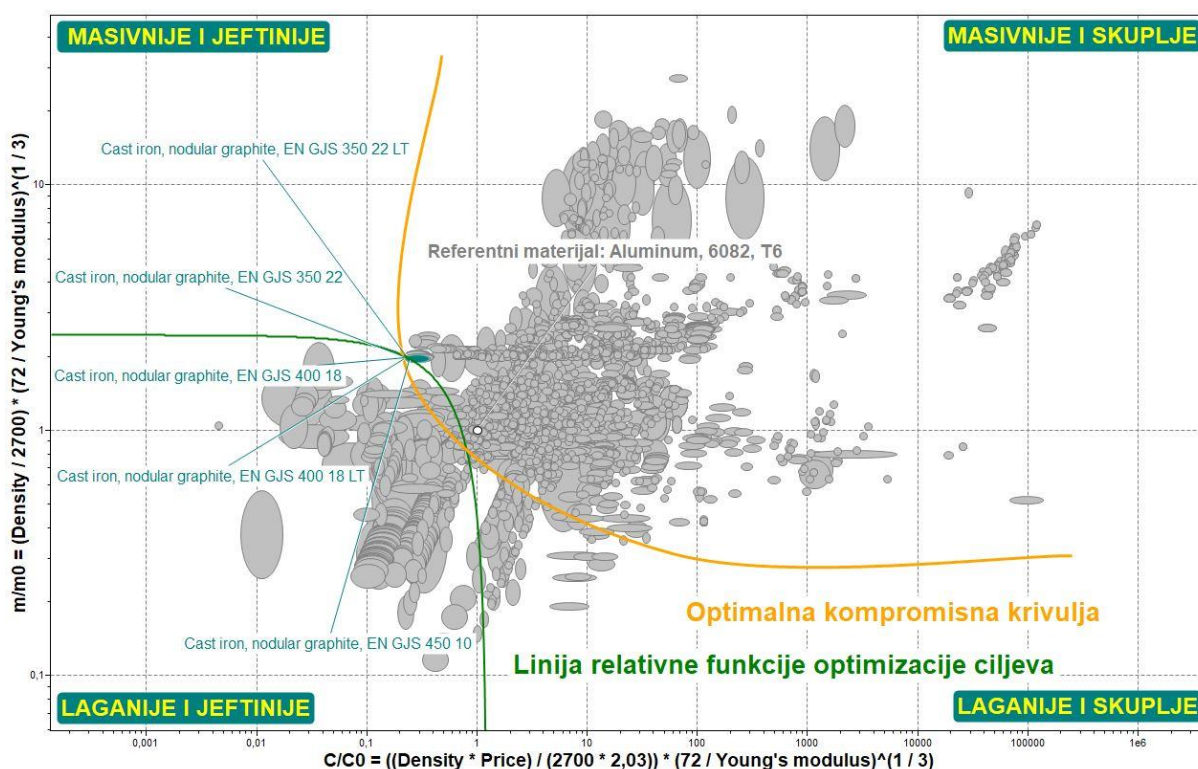 MASIVNIJE I JEFTINIJE
MASIVNIJE I SKUPLJE
Cast iron, nodular graphite, EN GJS 350 22 LT
10
Referentni materijal: Aluminum, 6082, T6
Cast iron, nodular graphite, EN GJS 350 22
Cast iron, nodular graphite, EN GJS 400 18
1
Cast iron, nodular graphite, EN GJS 400 18 LT
Optimalna kompromisna krivulja
Cast iron, nodular graphite, EN GJS 450 10
Linija relativne funkcije optimizacije ciljeva
0,1
LAGANIJE I JEFTINIJE
LAGANIJE I SKUPLJE
0,001 0,01 0,1 1 10 100 1000 10000 100000 1e6
C/C0 = ((Density * Price) / (2700 * 2,03)) * (72 / Young's modulus)^(1 / 3)
m/m0 = (Density / 2700) * (72 / Young's modulus)^(1 / 3)